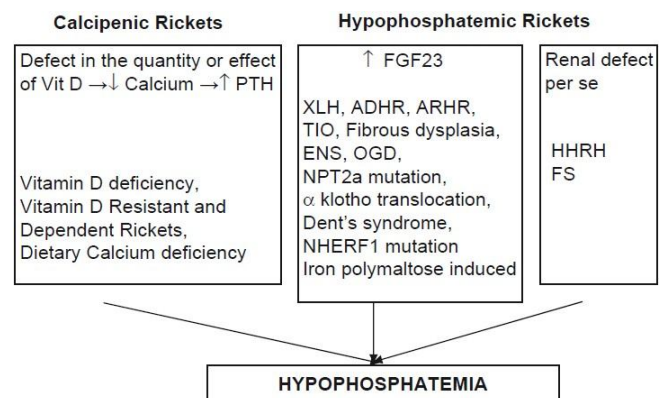 Calcipenic Rickets
Hypophosphatemic Rickets
Defect in the quantity or effect
of Vit D →↓ Calcium →↑ PTH
Vitamin D deficiency,
Vitamin D Resistant and
Dependent Rickets,
Dietary Calcium deficiency
↑ FGF23
XLH, ADHR, ARHR,
TIO, Fibrous dysplasia,
ENS, OGD,
NPT2a mutation,
α klotho translocation,
Dent's syndrome,
NHERF1 mutation
Iron polymaltose induced
Renal defect
per se
HHRH
FS
HYPOPHOSPHATEMIA